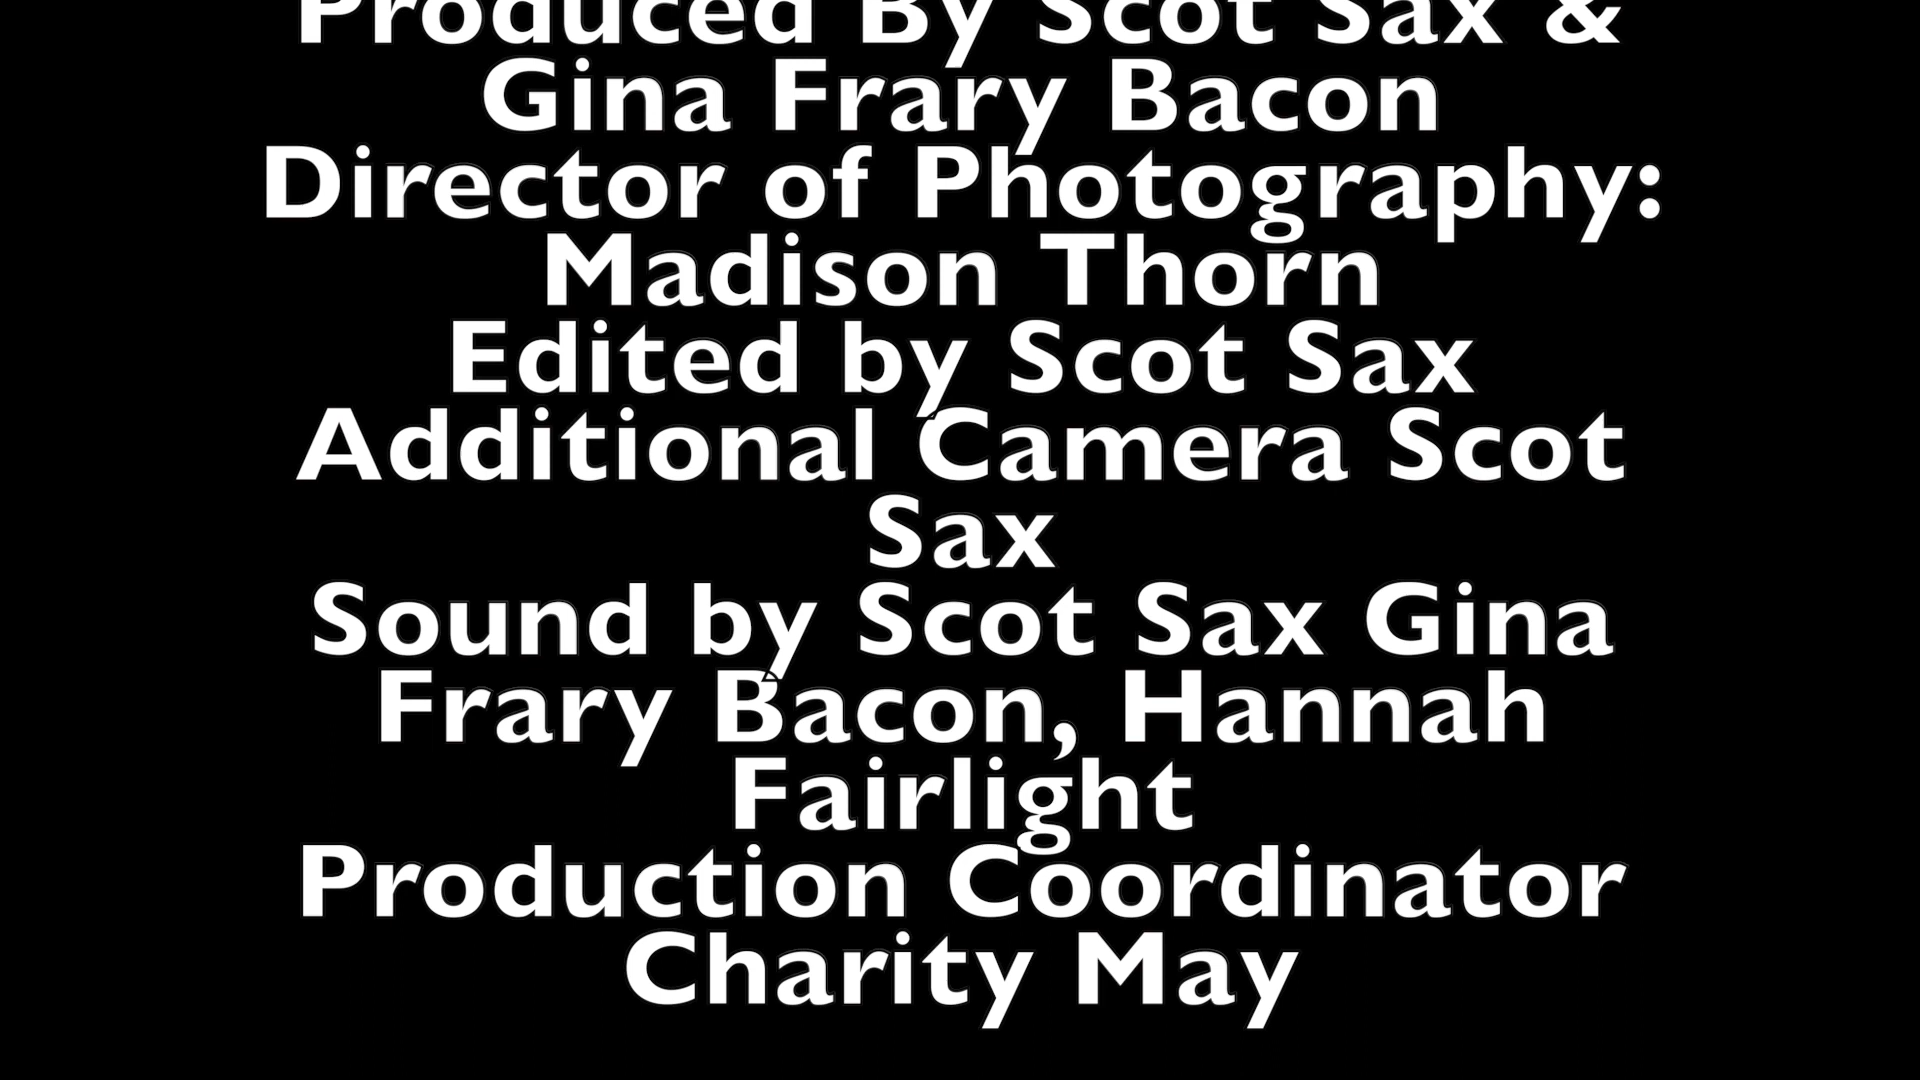 Produced By Scot Sax &
Gina Frary Bacon
Director of Photography:
Madison Thorn
Edited by Scot Sax
Additional Camera Scot
Sax
Sound by Scot Sax Gina
Frary Bacon, Hannah
Fairlight
Production Coordinator
Charity May